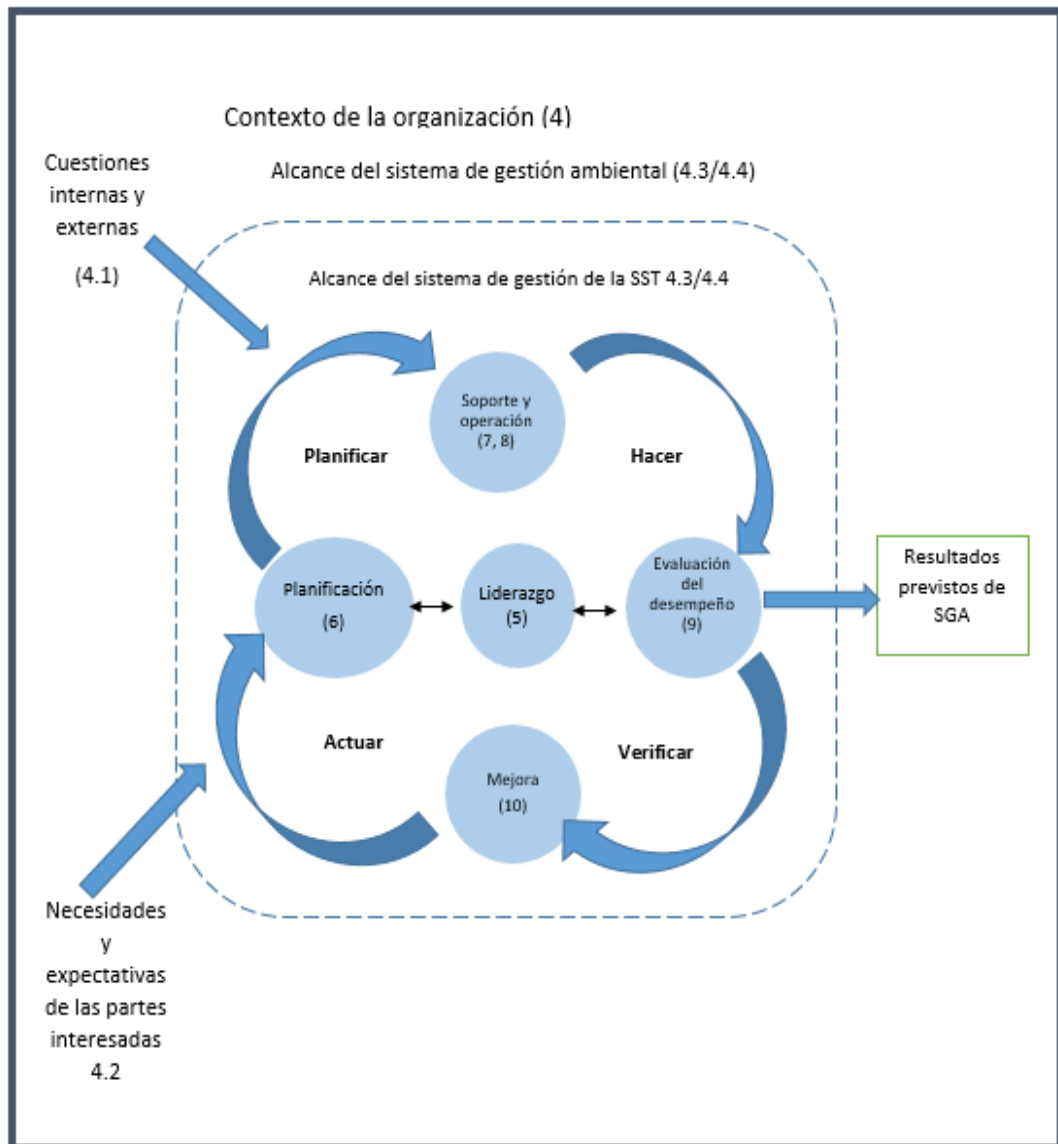 Contexto de la organización (4)
Cuestiones
internas y
externas
(4.1)
Alcance del sistema de gestión ambiental (4.3/4.4)
Alcance del sistema de gestión de la SST 4.3/4.4
Soporte y
operación
(7, 8)
Planificar
Hacer
Planificación
(6)
Liderazgo
(5)
Evaluación
del
desempeño
(9)
Resultados
previstos de
SGA
Actuar
Verificar
Mejora
(10)
Necesidades
y
expectativas
de las partes
interesadas
4.2